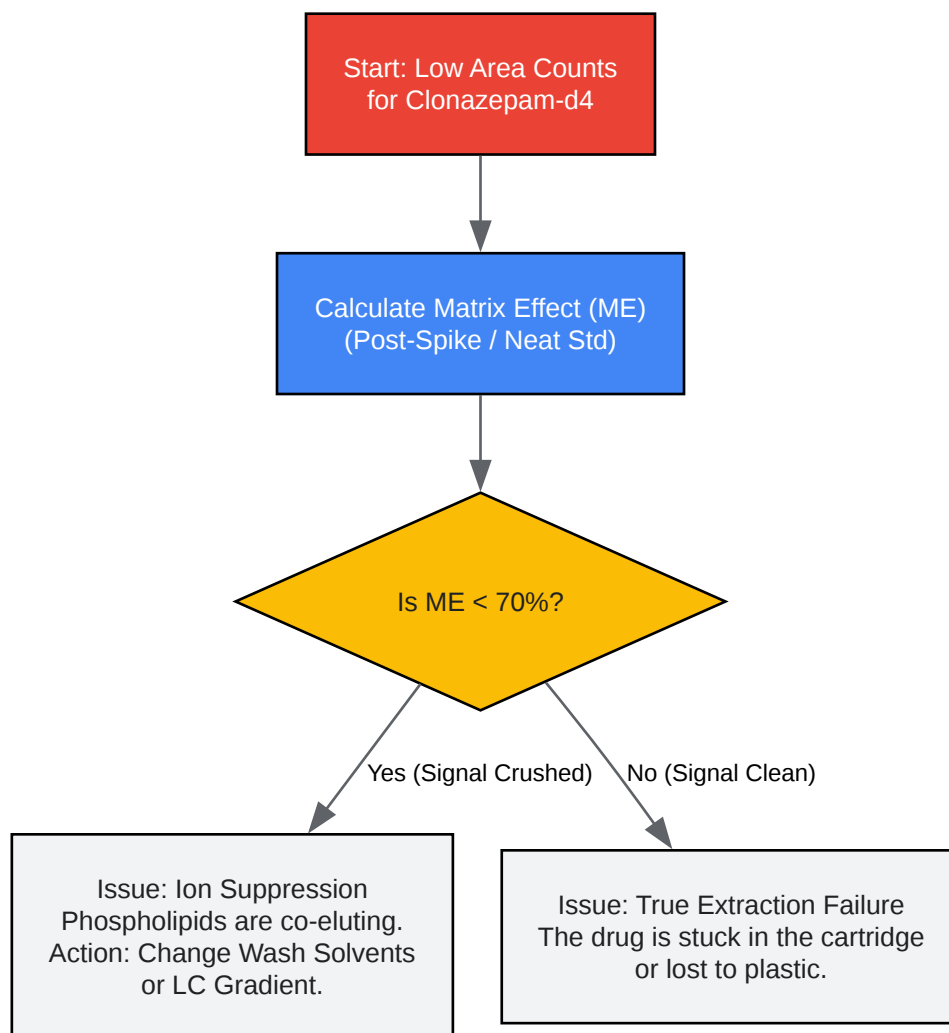 Start: Low Area Counts
for Clonazepam-d4
Calculate Matrix Effect (ME)
(Post-Spike / Neat Std)
Is ME < 70%?
Yes (Signal Crushed)
No (Signal Clean)
Issue: Ion Suppression
Phospholipids are co-eluting.
Action: Change Wash Solvents
or LC Gradient.
Issue: True Extraction Failure
The drug is stuck in the cartridge
or lost to plastic.